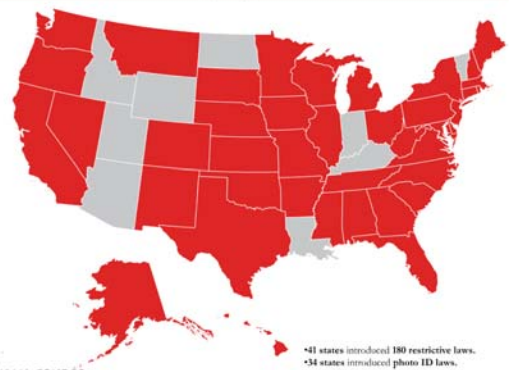 •41 states introduced 180 restrictive laws.
•34 states introduced photo ID laws.